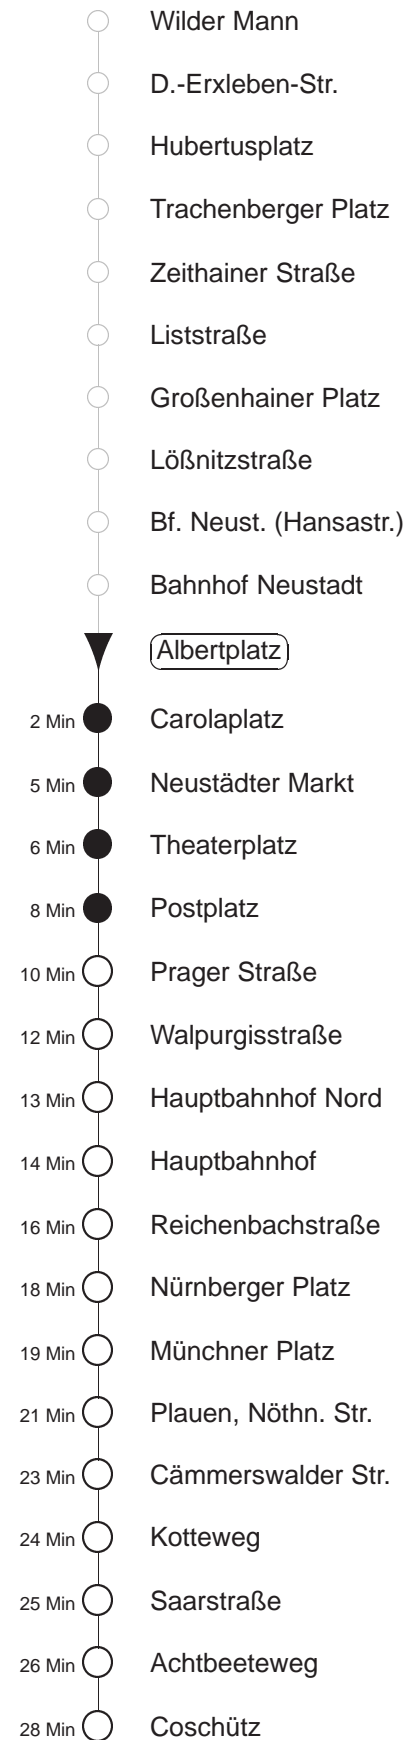 Wilder Mann
D.-Erxleben-Str.
Hubertusplatz
Trachenberger Platz
Zeithainer Straße
Liststraße
Großenhainer Platz
Lößnitzstraße
Bf. Neust. (Hansastr.)
Bahnhof Neustadt
Albertplatz
2 Min Carolaplatz
5 Min Neustädter Markt
6 Min Theaterplatz
8 Min Postplatz
10 Min Prager Straße
12 Min Walpurgisstraße
13 Min Hauptbahnhof Nord
14 Min Hauptbahnhof
16 Min Reichenbachstraße
18 Min Nürnberger Platz
19 Min Münchner Platz
21 Min Plauen, Nöthn. Str.
23 Min Cämmerswalder Str.
24 Min Kotteweg
25 Min Saarstraße
26 Min Achtbeeteweg
28 Min Coschütz